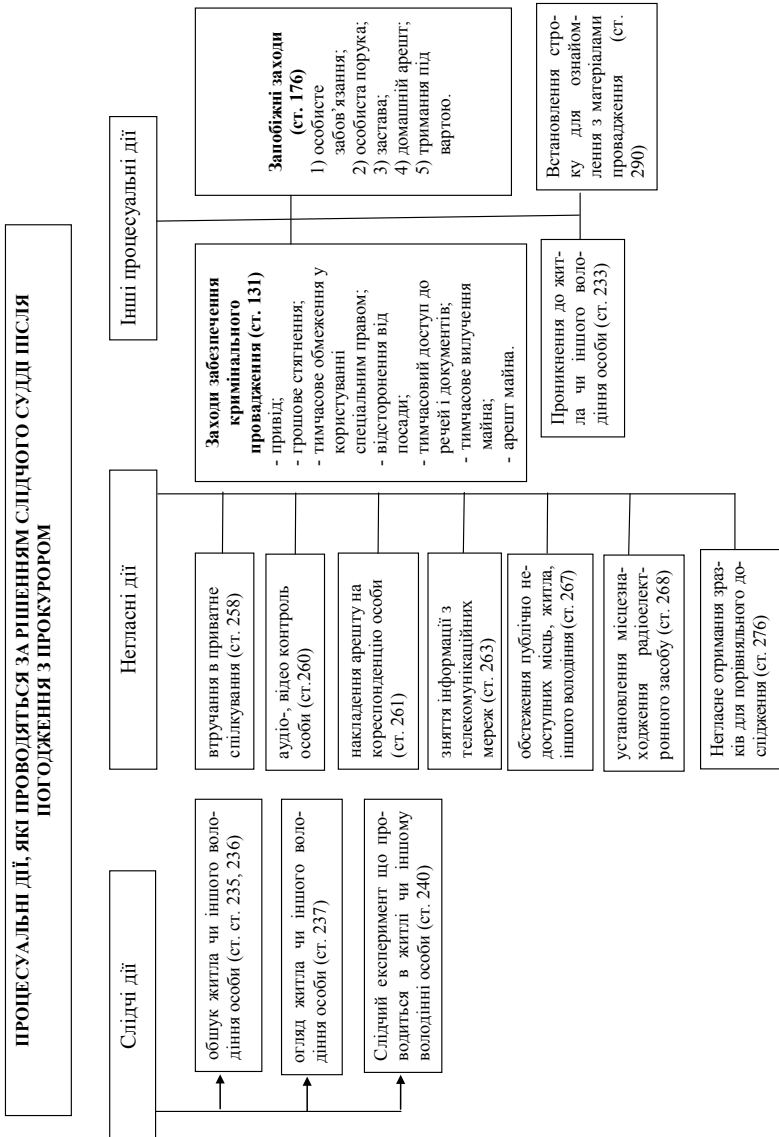 ПРОЦЕСУАЛЬНІ ДІЇ, ЯКІ ПРОВОДЯТЬСЯ ЗА РІШЕННЯМ СЛІДЧОГО СУДДІ ПІСЛЯ
ПОГОДЖЕННЯ З ПРОКУРОРОМ
Слідчі дії
обшук житла чи іншого воло-
діння особи (ст. ст. 235, 236)
огляд житла чи іншого воло-
діння особи (ст. 237)
Слідчий експеримент що про-
водиться в житлі чи іншому
володінні особи (ст. 240)
Негласні дії
втручання в приватне
спілкування (ст. 258)
аудіо-, відео контроль
особи (ст.260)
накладення арешту на
кореспонденцію особи
(ст. 261)
зняття інформації з
телекомунікаційних
мереж (ст. 263)
обстеження публічно не-
доступних місць, житла,
іншого володіння (ст. 267)
установлення місцезна-
ходження радіоелект-
ронного засобу (ст. 268)
Негласне отримання зраз-
ків для порівняльного до-
слідження (ст. 276)
Інші процесуальні дії
Заходи забезпечення
кримінального
провадження (ст. 131)
- привід;
- грошове стягнення;
- тимчасове обмеження у
користуванні
спеціальним правом;
- відсторонення від
посади;
- тимчасовий доступ до
речей і документів;
- тимчасове вилучення
майна;
- арешт майна.
Запобіжні заходи
(ст. 176)
1) особисте
забов’язання;
2) особиста порука;
3) застава;
4) домашній арешт;
5) тримання під
вартою.
Проникнення до жит-
ла чи іншого воло-
діння особи (ст. 233)
Встановлення стро-
ку для ознайом-
лення з матеріалами
провадження (ст.
290)